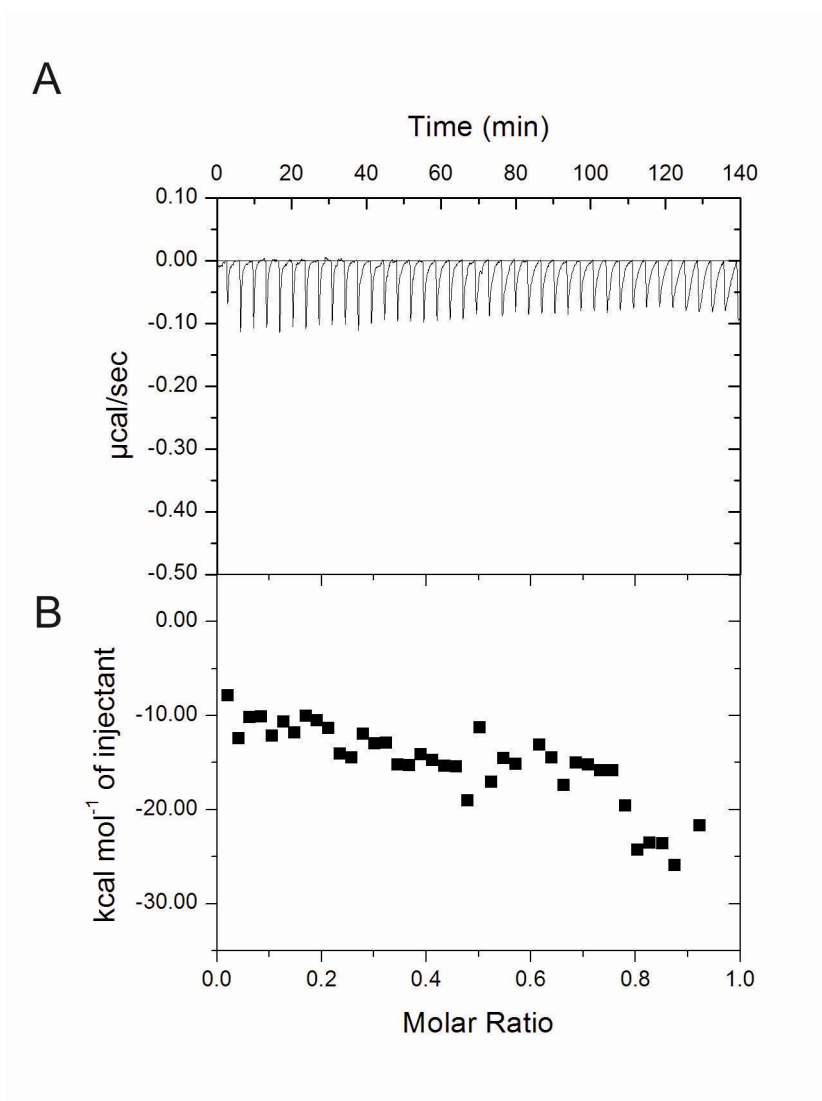 A
Time (min)
0 20 40 60 80 100 120 140
0.10
0.00
-0.10
-0.20
-0.30
-0.40
-0.50
µcal/sec
B
0.00
-10.00
-20.00
-30.00
kcal mol⁻¹ of injectant
0.0 0.2 0.4 0.6 0.8 1.0
Molar Ratio